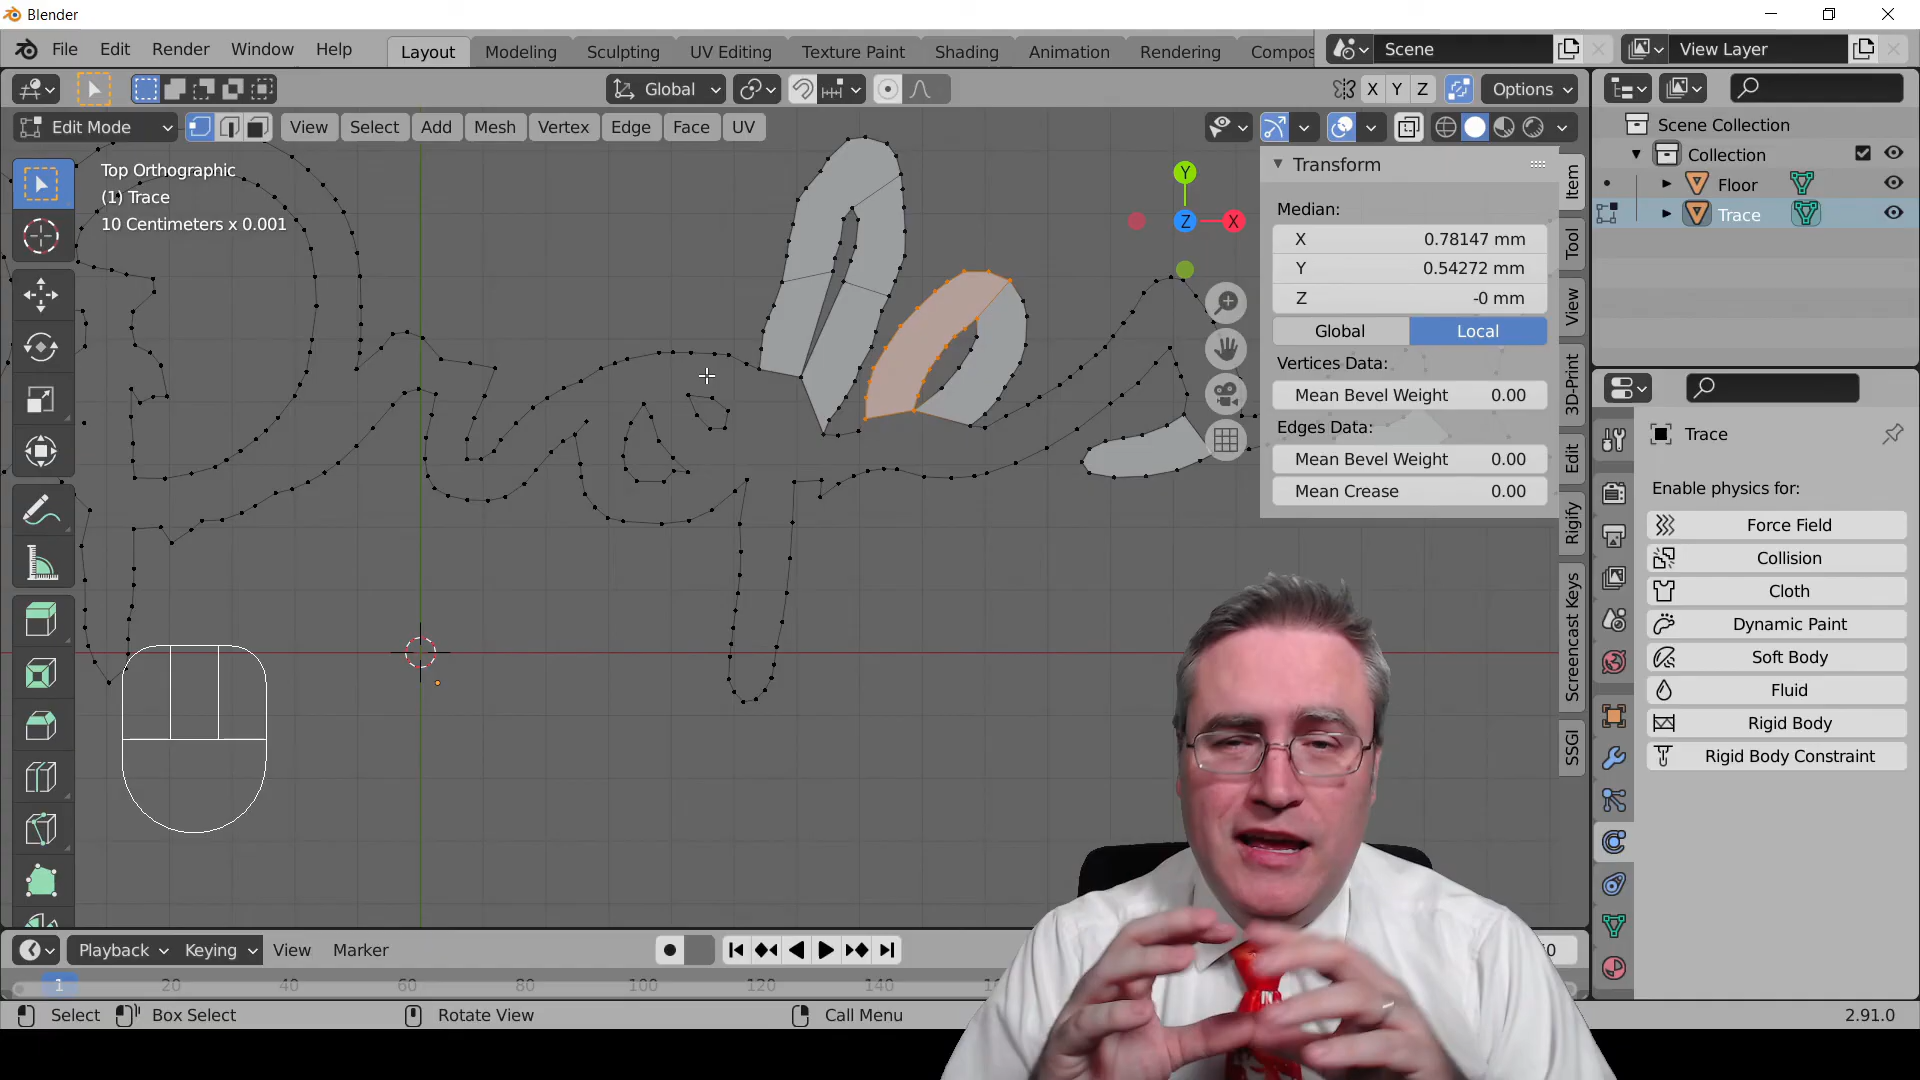 Blender
File Edit Render Window Help Layout Modeling Sculpting UV Editing Texture Paint Shading Animation Rendering Compos Scene View Layer
Global X Y Z Options
Edit Mode View Select Add Mesh Vertex Edge Face UV
Top Orthographic
(1) Trace
10 Centimeters x 0.001
Y
Z
X
Transform
Median:
X 0.78147 mm
Y 0.54272 mm
Z -0 mm
Global Local
Vertices Data:
Mean Bevel Weight 0.00
Edges Data:
Mean Bevel Weight 0.00
Mean Crease 0.00
Item
Tool
View
3D-Print
Edit
Rigify
Screencast Keys
SSGI
Scene Collection
Collection
Floor
Trace
Trace
Enable physics for:
Force Field
Collision
Cloth
Dynamic Paint
Soft Body
Fluid
Rigid Body
Rigid Body Constraint
Playback Keying View Marker
1 20 40 60 80 100 120 140
Select Box Select Rotate View Call Menu 2.91.0